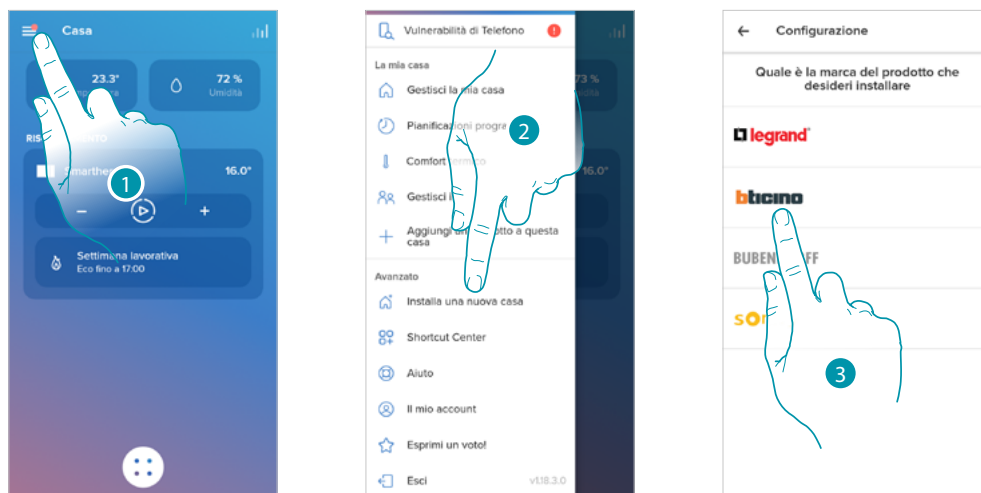 Casa
23.3°
72 %
Umidità
16.0°
1
−
+
Settimana lavorativa
Eco fino a 17:00
Vulnerabilità di Telefono
!
La mia casa
73 %
Gestisci la mia casa
Pianificazioni
2
Comfort
16.0°
Gestisci
Aggiungi a questa
casa
Avanzato
Installa una nuova casa
Shortcut Center
Aiuto
Il mio account
Esprimi un voto!
Esci
v1.18.3.0
Configurazione
Quale è la marca del prodotto che
desideri installare
legrand®
bticino
3